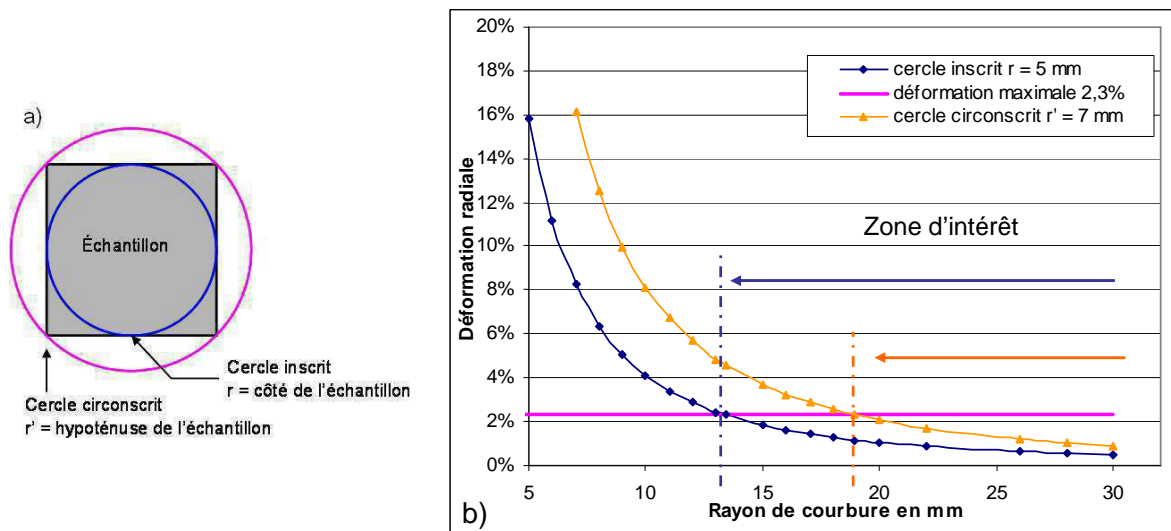 a)
Échantillon
Cercle inscrit
r = côté de l'échantillon
Cercle circonscrit
r' = hypoténuse de l'échantillon
20%
18%
16%
14%
12%
10%
8%
6%
4%
2%
0%
Déformation radiale
cercle inscrit r = 5 mm
déformation maximale 2,3%
cercle circonscrit r' = 7 mm
Zone d'intérêt
5 10 15 20 25 30
Rayon de courbure en mm
b)